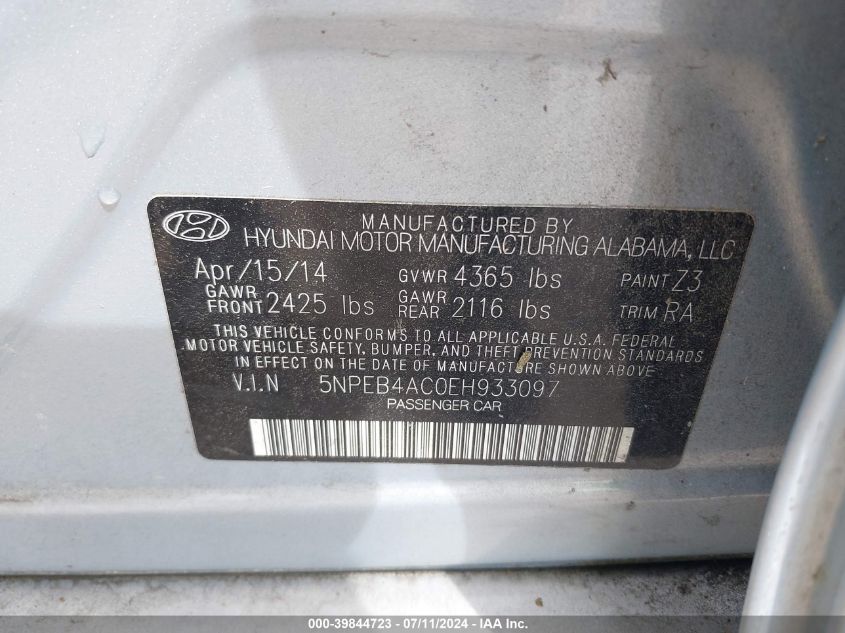 MANUFACTURED BY
HYUNDAI MOTOR MANUFACTURING ALABAMA, LLC
Apr/15/14 GVWR 4365 lbs PAINT Z3
GAWR FRONT 2425 lbs GAWR REAR 2116 lbs TRIM RA
THIS VEHICLE CONFORMS TO ALL APPLICABLE U.S.A. FEDERAL
MOTOR VEHICLE SAFETY, BUMPER, AND THEFT PREVENTION STANDARDS
IN EFFECT ON THE DATE OF MANUFACTURE SHOWN ABOVE
V.I.N 5NPEB4AC0EH933097
PASSENGER CAR
000-39844723 - 07/11/2024 - IAA Inc.